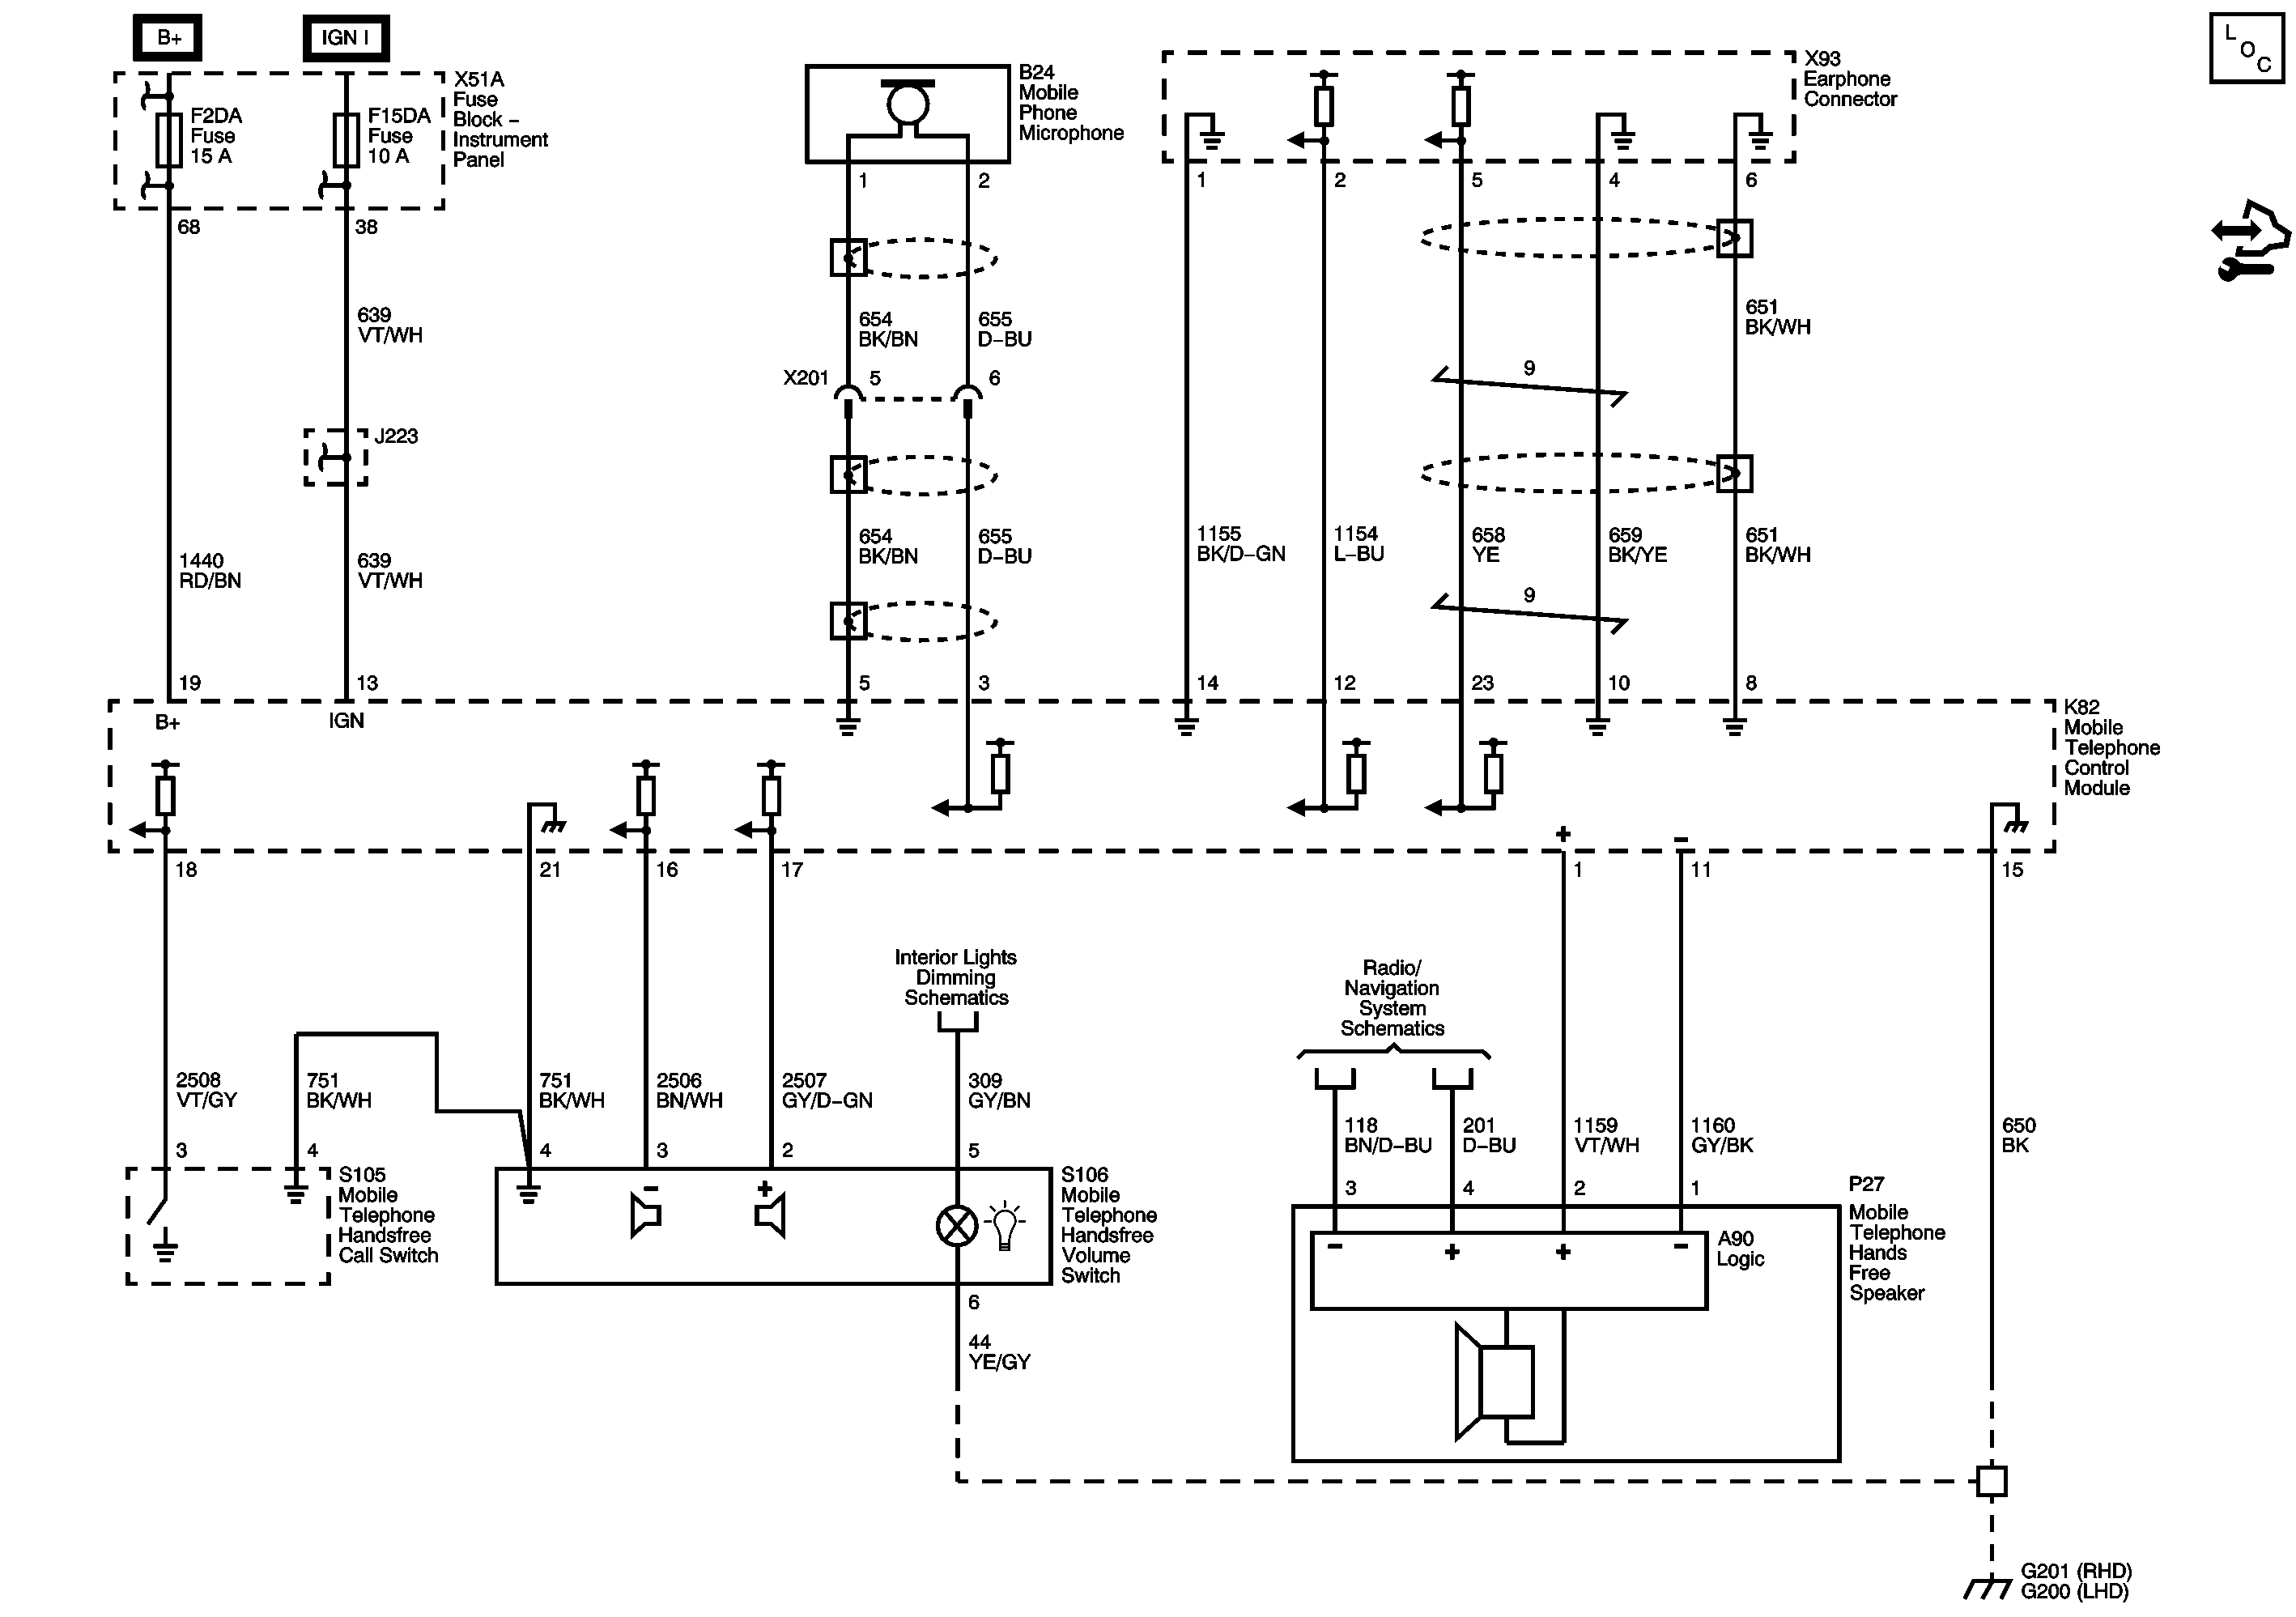 B+
IGN I
L
O
C
X51A
Fuse
Block –
Instrument
Panel
F2DA
Fuse
15 A
F15DA
Fuse
10 A
B24
Mobile
Phone
Microphone
X93
Earphone
Connector
68
38
1
2
1
2
5
4
6
639
VT/WH
654
BK/BN
655
D–BU
651
BK/WH
X201
5
6
9
J223
1440
RD/BN
639
VT/WH
654
BK/BN
655
D–BU
1155
BK/D–GN
1154
L–BU
658
YE
659
BK/YE
651
BK/WH
9
19
13
5
3
14
12
23
10
8
B+
IGN
K82
Mobile
Telephone
Control
Module
+
–
18
21
16
17
1
11
15
Interior Lights
Dimming
Schematics
Radio/
Navigation
System
Schematics
2508
VT/GY
751
BK/WH
751
BK/WH
2506
BN/WH
2507
GY/D–GN
309
GY/BN
118
BN/D–BU
201
D–BU
1159
VT/WH
1160
GY/BK
650
BK
3
4
4
3
2
5
3
4
2
1
S105
Mobile
Telephone
Handsfree
Call Switch
–
+
S106
Mobile
Telephone
Handsfree
Volume
Switch
P27
Mobile
Telephone
Hands
Free
Speaker
–
+
+
–
A90
Logic
6
44
YE/GY
G201 (RHD)
G200 (LHD)